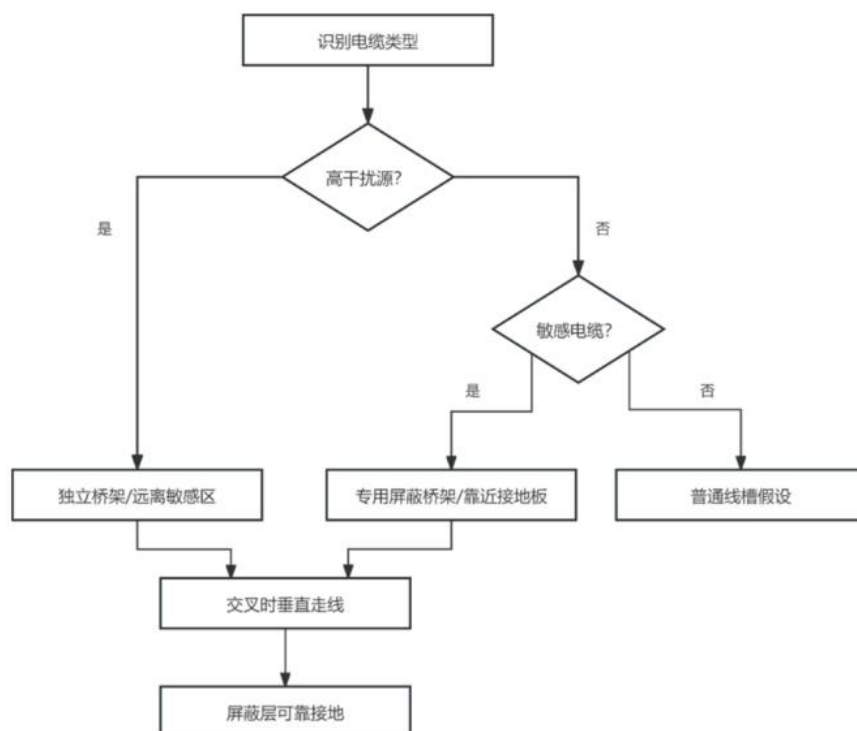 识别电缆类型
高干扰源?
是
否
敏感电缆?
是
否
独立桥架/远离敏感区
专用屏蔽桥架/靠近接地板
普通线槽假设
交叉时垂直走线
屏蔽层可靠接地